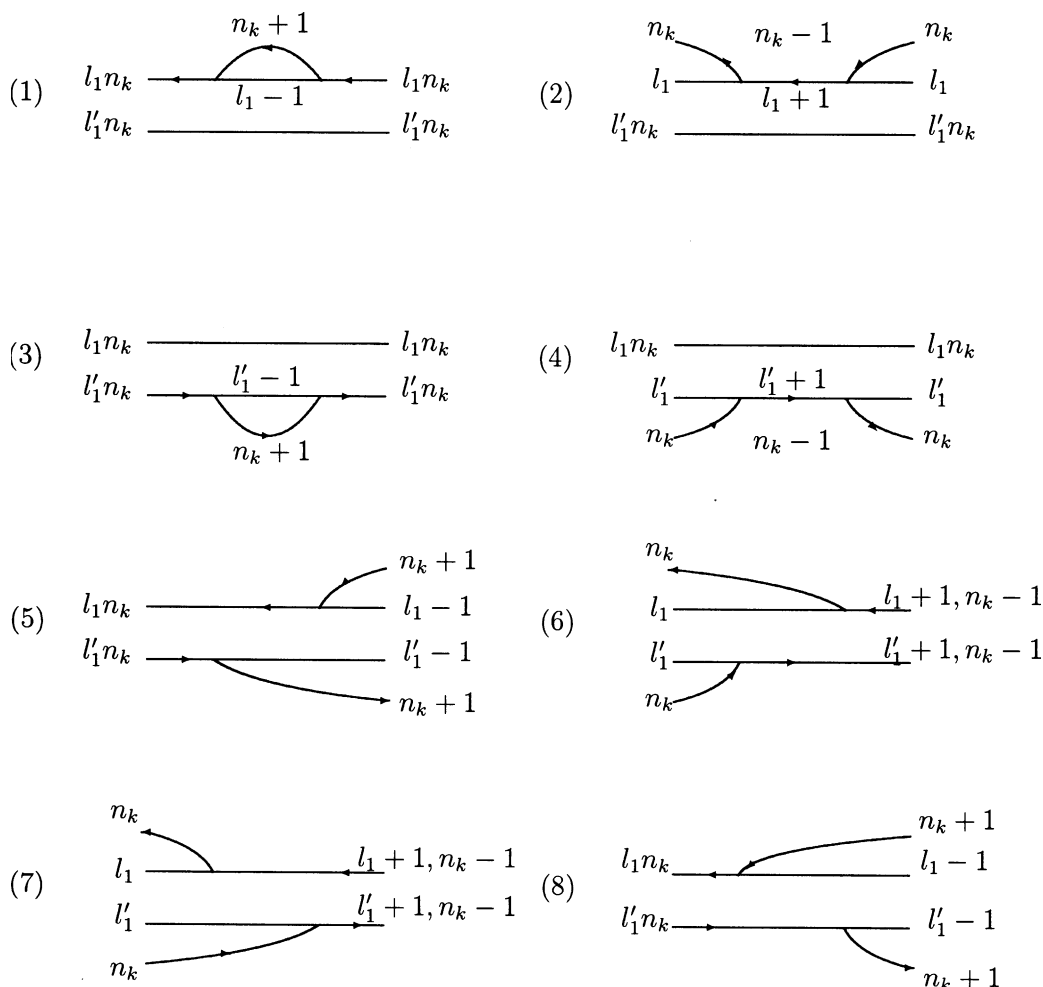 (1)
n_k + 1
l_1 n_k
l_1 n_k
l_1 − 1
l'_1 n_k
l'_1 n_k
(2)
n_k
n_k − 1
n_k
l_1
l_1 + 1
l_1
l'_1 n_k
l'_1 n_k
(3)
l_1 n_k
l_1 n_k
l'_1 n_k
l'_1 − 1
l'_1 n_k
n_k + 1
(4)
l_1 n_k
l_1 n_k
l'_1
l'_1 + 1
l'_1
n_k
n_k − 1
n_k
(5)
n_k + 1
l_1 n_k
l_1 − 1
l'_1 n_k
l'_1 − 1
n_k + 1
(6)
n_k
l_1
l_1 + 1, n_k − 1
l'_1
l'_1 + 1, n_k − 1
n_k
(7)
n_k
l_1
l_1 + 1, n_k − 1
l'_1
l'_1 + 1, n_k − 1
n_k
(8)
n_k + 1
l_1 n_k
l_1 − 1
l'_1 n_k
l'_1 − 1
n_k + 1